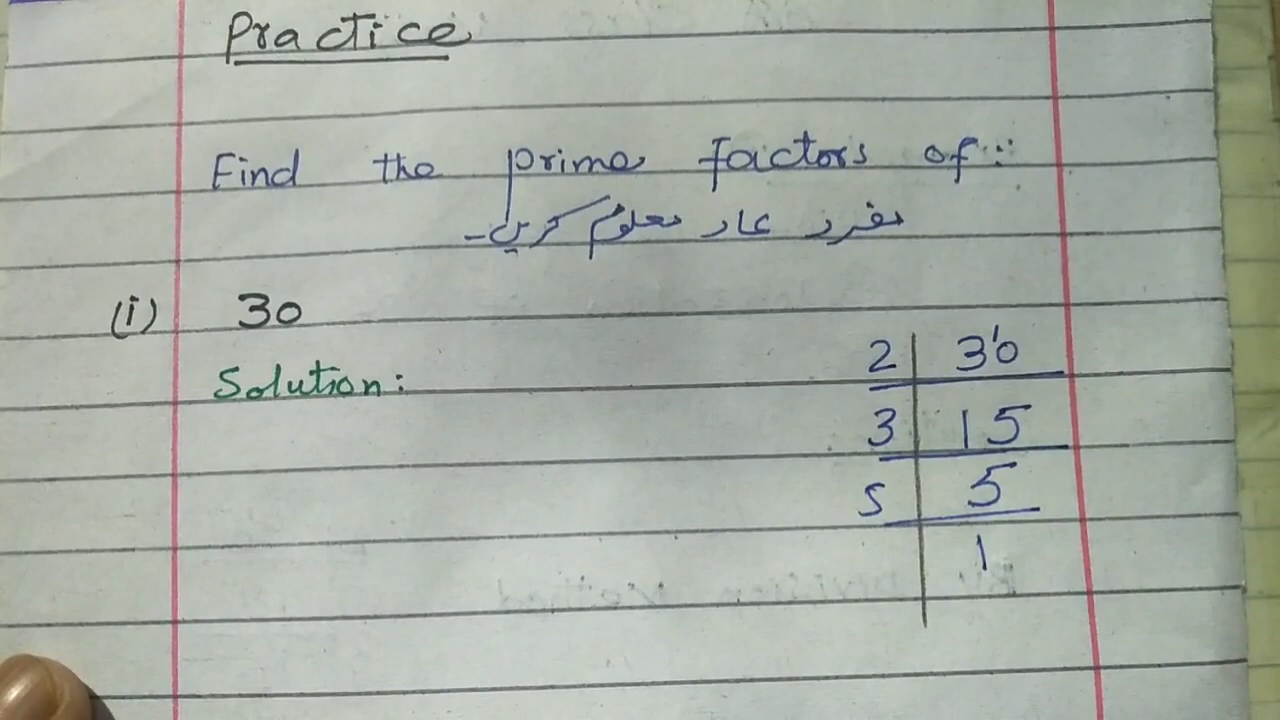 Practice
Find the prime factors of:
مفرد عاد معلوم کریں۔
(i) 30
Solution:
2 | 30
3 | 15
5 | 5
1